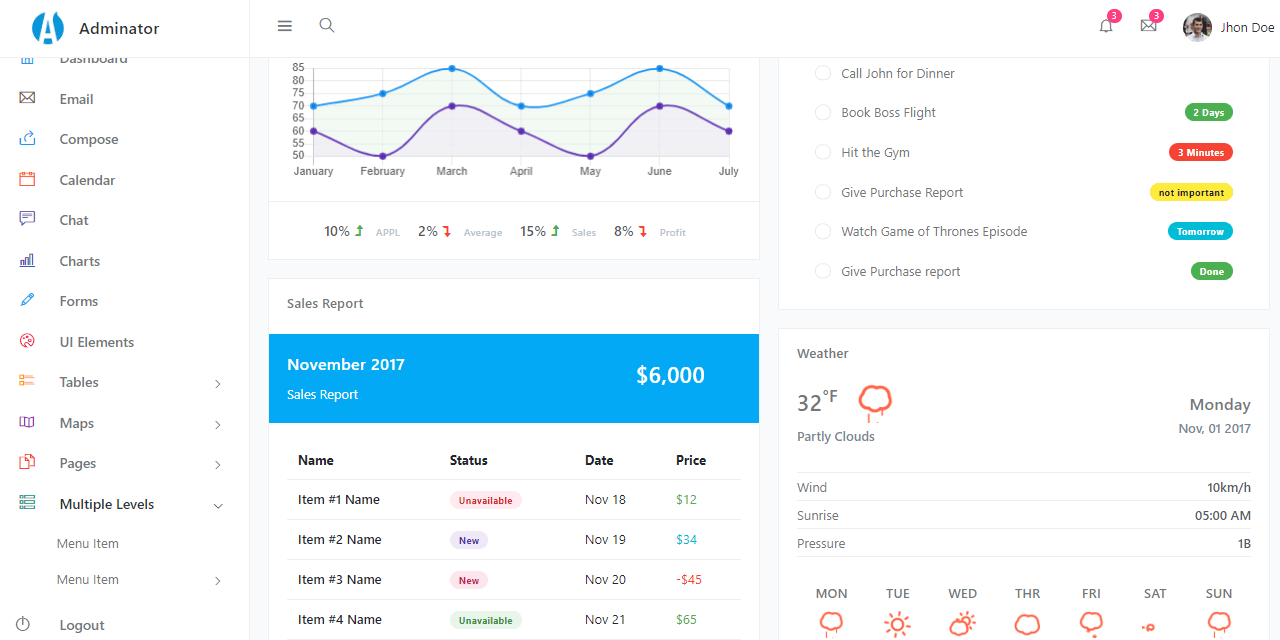 Adminator
3
3
Jhon Doe
Dashboard
Email
Compose
Calendar
Chat
Charts
Forms
UI Elements
Tables
Maps
Pages
Multiple Levels
Menu Item
Menu Item
Logout
85
80
75
70
65
60
55
50
January February March April May June July
10% APPL 2% Average 15% Sales 8% Profit
Sales Report
November 2017
Sales Report
$6,000
Name Status Date Price
Item #1 Name Unavailable Nov 18 $12
Item #2 Name New Nov 19 $34
Item #3 Name New Nov 20 -$45
Item #4 Name Unavailable Nov 21 $65
Call John for Dinner
Book Boss Flight 2 Days
Hit the Gym 3 Minutes
Give Purchase Report not important
Watch Game of Thrones Episode Tomorrow
Give Purchase report Done
Weather
32°F
Partly Clouds
Monday
Nov, 01 2017
Wind 10km/h
Sunrise 05:00 AM
Pressure 1B
MON TUE WED THR FRI SAT SUN